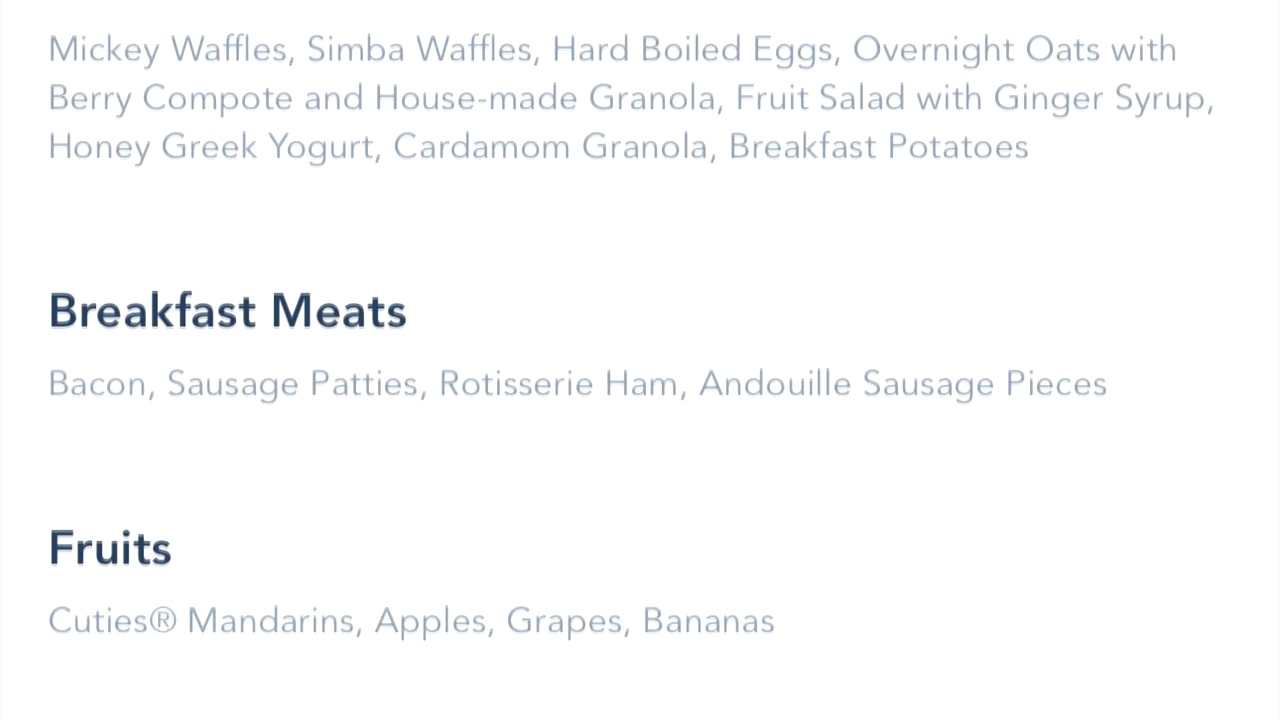 Mickey Waffles, Simba Waffles, Hard Boiled Eggs, Overnight Oats with
Berry Compote and House-made Granola, Fruit Salad with Ginger Syrup,
Honey Greek Yogurt, Cardamom Granola, Breakfast Potatoes
Breakfast Meats
Bacon, Sausage Patties, Rotisserie Ham, Andouille Sausage Pieces
Fruits
Cuties® Mandarins, Apples, Grapes, Bananas